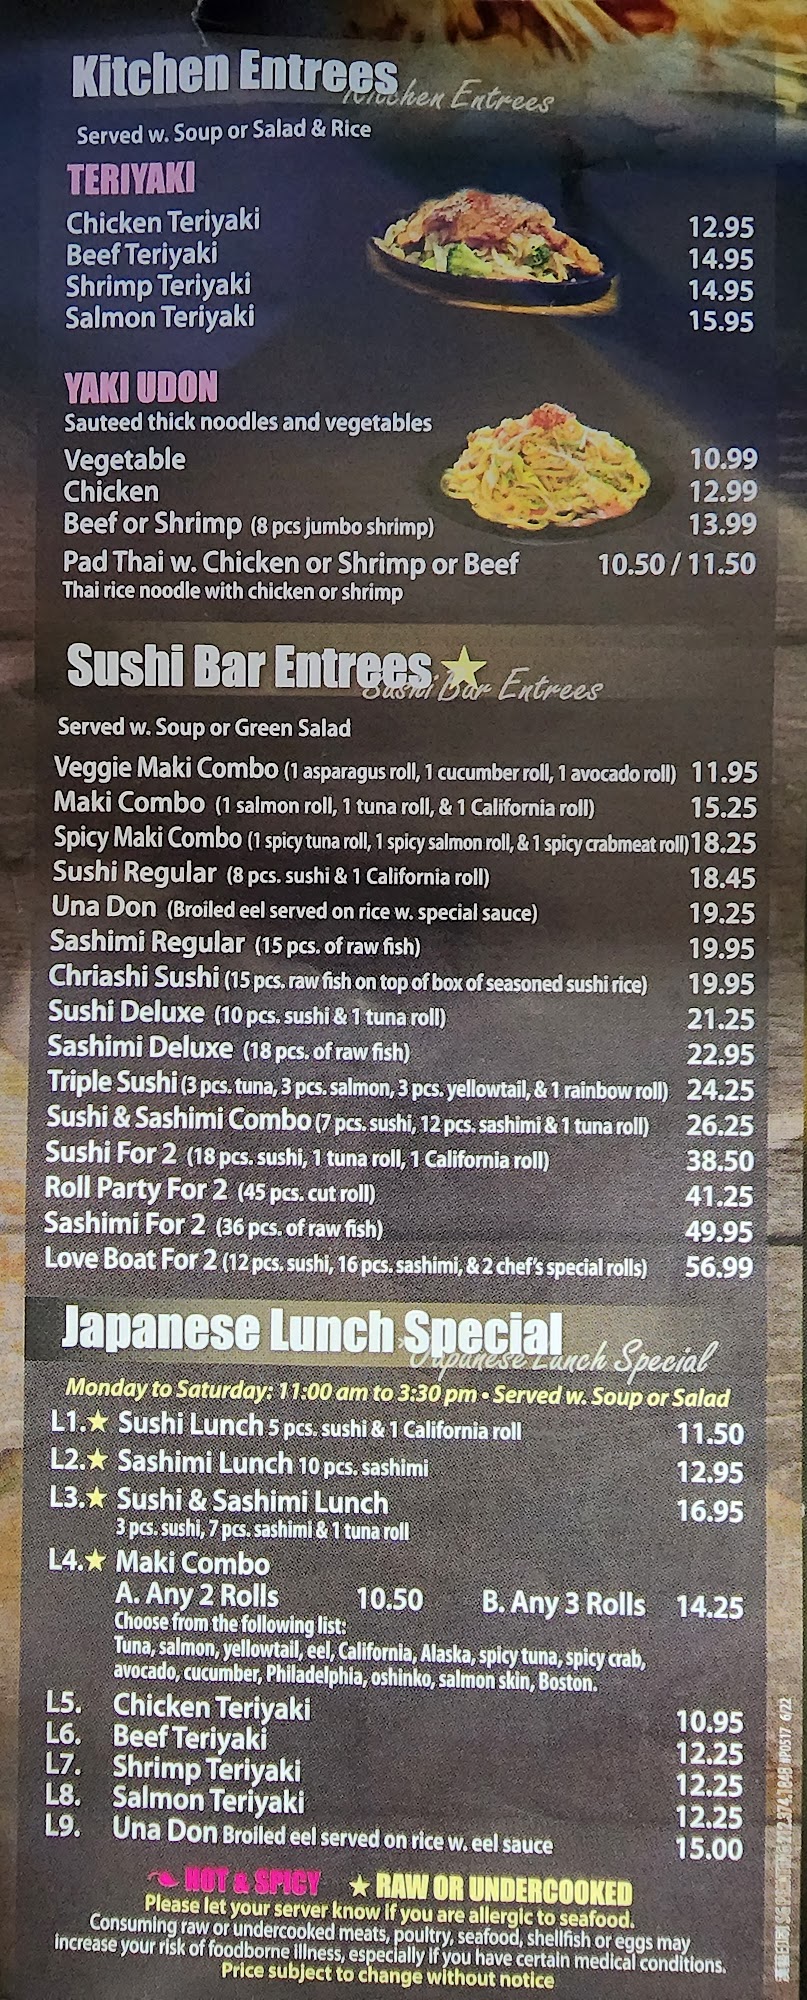 Kitchen Entrees
Kitchen Entrees
Served w. Soup or Salad & Rice
TERIYAKI
Chicken Teriyaki 12.95
Beef Teriyaki 14.95
Shrimp Teriyaki 14.95
Salmon Teriyaki 15.95
YAKI UDON
Sauteed thick noodles and vegetables
Vegetable 10.99
Chicken 12.99
Beef or Shrimp (8 pcs jumbo shrimp) 13.99
Pad Thai w. Chicken or Shrimp or Beef 10.50 / 11.50
Thai rice noodle with chicken or shrimp
Sushi Bar Entrees ★
Sushi Bar Entrees
Served w. Soup or Green Salad
Veggie Maki Combo (1 asparagus roll, 1 cucumber roll, 1 avocado roll) 11.95
Maki Combo (1 salmon roll, 1 tuna roll, & 1 California roll) 15.25
Spicy Maki Combo (1 spicy tuna roll, 1 spicy salmon roll, & 1 spicy crabmeat roll) 18.25
Sushi Regular (8 pcs. sushi & 1 California roll) 18.45
Una Don (Broiled eel served on rice w. special sauce) 19.25
Sashimi Regular (15 pcs. of raw fish) 19.95
Chriashi Sushi (15 pcs. raw fish on top of box of seasoned sushi rice) 19.95
Sushi Deluxe (10 pcs. sushi & 1 tuna roll) 21.25
Sashimi Deluxe (18 pcs. of raw fish) 22.95
Triple Sushi (3 pcs. tuna, 3 pcs. salmon, 3 pcs. yellowtail, & 1 rainbow roll) 24.25
Sushi & Sashimi Combo (7 pcs. sushi, 12 pcs. sashimi & 1 tuna roll) 26.25
Sushi For 2 (18 pcs. sushi, 1 tuna roll, 1 California roll) 38.50
Roll Party For 2 (45 pcs. cut roll) 41.25
Sashimi For 2 (36 pcs. of raw fish) 49.95
Love Boat For 2 (12 pcs. sushi, 16 pcs. sashimi, & 2 chef's special rolls) 56.99
Japanese Lunch Special
Japanese Lunch Special
Monday to Saturday: 11:00 am to 3:30 pm • Served w. Soup or Salad
L1.★ Sushi Lunch 5 pcs. sushi & 1 California roll 11.50
L2.★ Sashimi Lunch 10 pcs. sashimi 12.95
L3.★ Sushi & Sashimi Lunch 16.95
3 pcs. sushi, 7 pcs. sashimi & 1 tuna roll
L4.★ Maki Combo
A. Any 2 Rolls 10.50 B. Any 3 Rolls 14.25
Choose from the following list:
Tuna, salmon, yellowtail, eel, California, Alaska, spicy tuna, spicy crab,
avocado, cucumber, Philadelphia, oshinko, salmon skin, Boston.
L5. Chicken Teriyaki 10.95
L6. Beef Teriyaki 12.25
L7. Shrimp Teriyaki 12.25
L8. Salmon Teriyaki 12.25
L9. Una Don Broiled eel served on rice w. eel sauce 15.00
HOT & SPICY ★ RAW OR UNDERCOOKED
Please let your server know if you are allergic to seafood.
Consuming raw or undercooked meats, poultry, seafood, shellfish or eggs may
increase your risk of foodborne illness, especially if you have certain medical conditions.
Price subject to change without notice
212.374.1848 #P0517 6/22